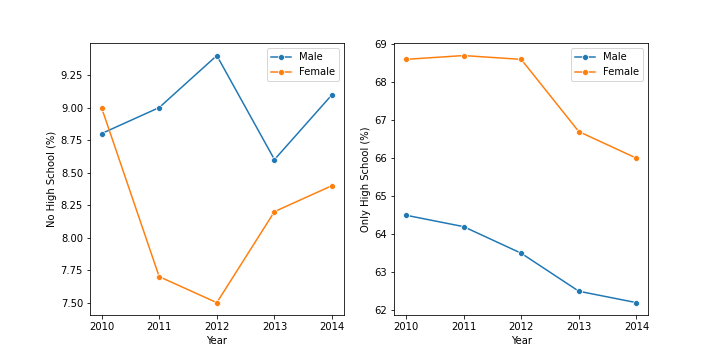 Male
Female
9.25
9.00
8.75
8.50
8.25
8.00
7.75
7.50
No High School (%)
2010 2011 2012 2013 2014
Year
Male
Female
69
68
67
66
65
64
63
62
Only High School (%)
2010 2011 2012 2013 2014
Year